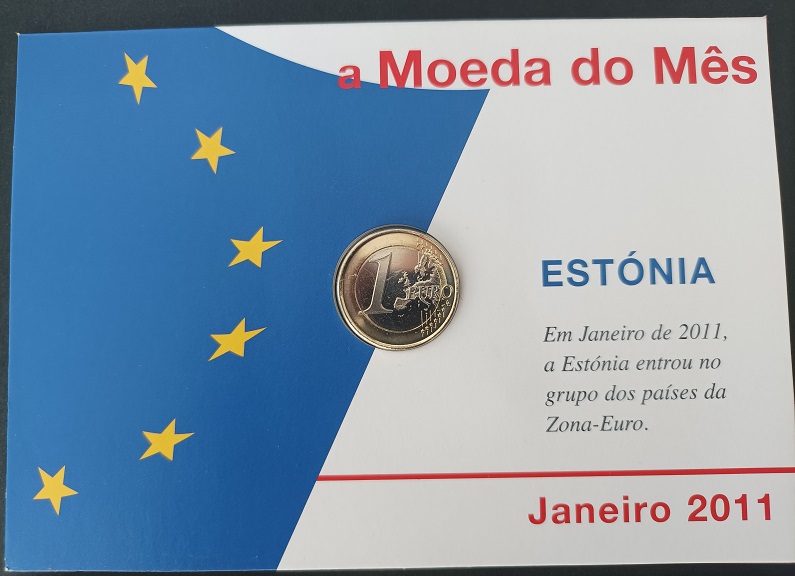 a Moeda do Mês
1 EURO
ESTÓNIA
Em Janeiro de 2011,
a Estónia entrou no
grupo dos países da
Zona-Euro.
Janeiro 2011